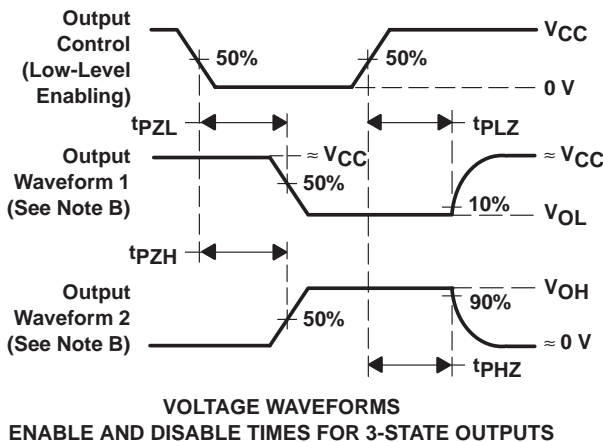 Output
Control
(Low-Level
Enabling)
50%
50%
VCC
0 V
tPZL
tPLZ
Output
Waveform 1
(See Note B)
≈ VCC
50%
≈ VCC
10%
VOL
tPZH
Output
Waveform 2
(See Note B)
50%
VOH
90%
≈ 0 V
tPHZ
VOLTAGE WAVEFORMS
ENABLE AND DISABLE TIMES FOR 3-STATE OUTPUTS